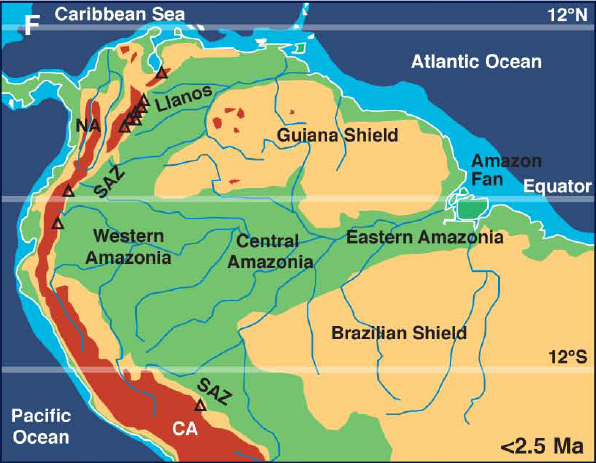 F
Caribbean Sea
12°N
Atlantic Ocean
Llanos
NA
Guiana Shield
SAZ
Amazon
Fan
Equator
Western
Amazonia
Central
Amazonia
Eastern Amazonia
Brazilian Shield
12°S
SAZ
CA
Pacific
Ocean
<2.5 Ma